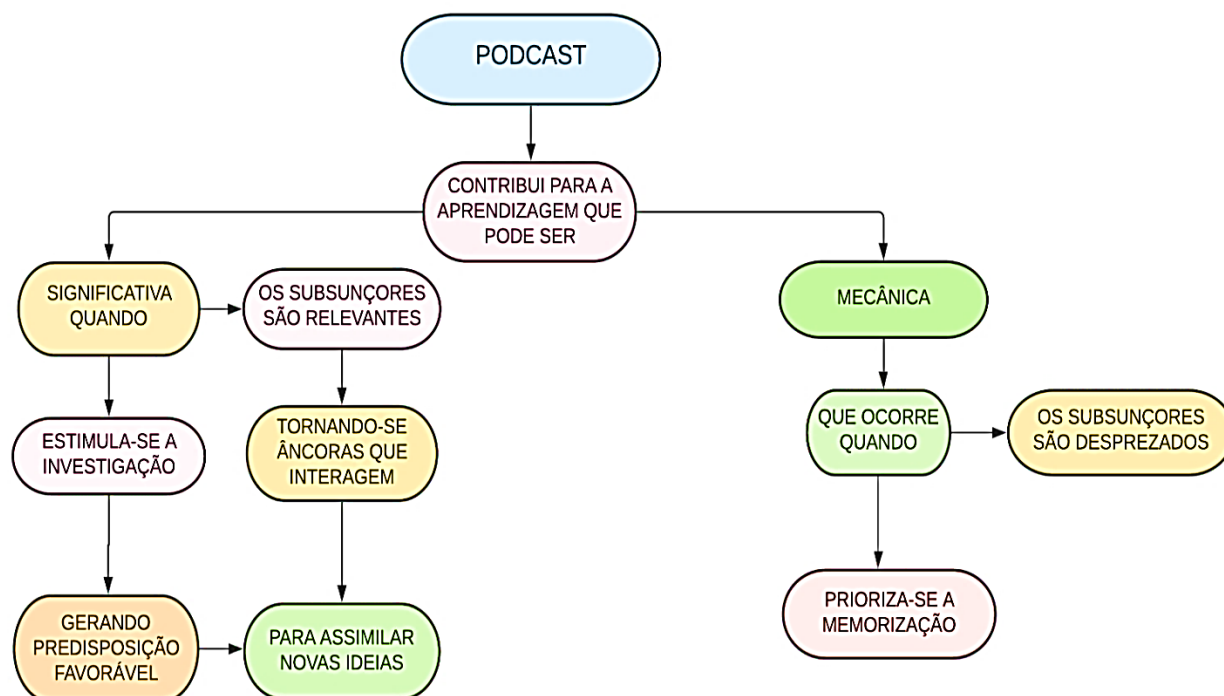 PODCAST
CONTRIBUI PARA A
APRENDIZAGEM QUE
PODE SER
SIGNIFICATIVA
QUANDO
OS SUBSUNÇORES
SÃO RELEVANTES
MECÂNICA
ESTIMULA-SE A
INVESTIGAÇÃO
TORNANDO-SE
ÂNCORAS QUE
INTERAGEM
QUE OCORRE
QUANDO
OS SUBSUNÇORES
SÃO DESPREZADOS
GERANDO
PREDISPOSIÇÃO
FAVORÁVEL
PARA ASSIMILAR
NOVAS IDEIAS
PRIORIZA-SE A
MEMORIZAÇÃO